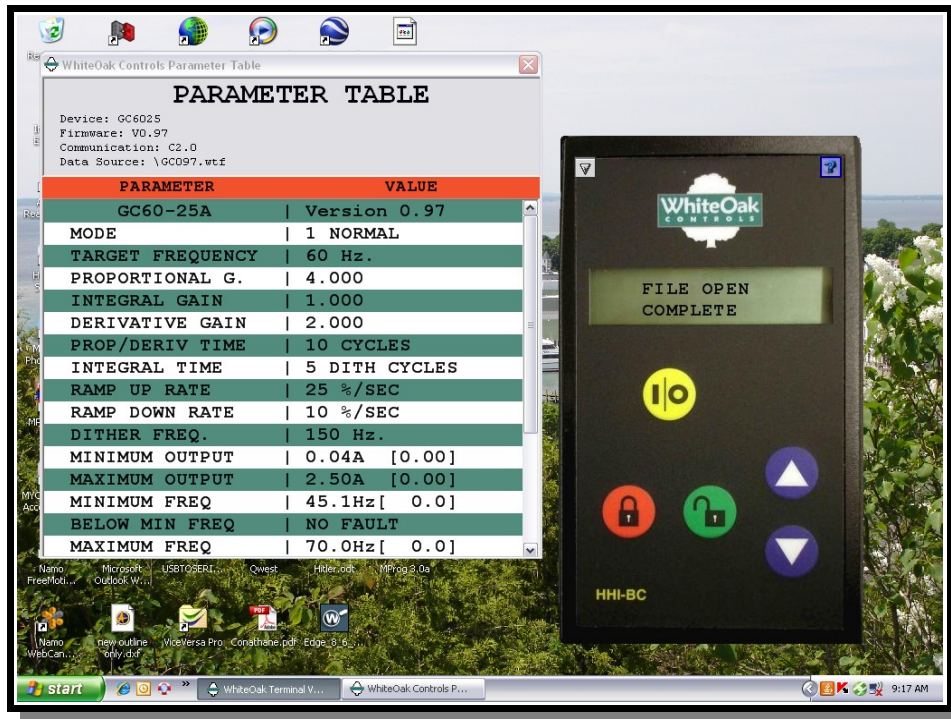 WhiteOak Controls Parameter Table
PARAMETER TABLE
Device: GC6025
Firmware: V0.97
Communication: C2.0
Data Source: \GC097.wtf
PARAMETER VALUE
GC60-25A | Version 0.97
MODE | 1 NORMAL
TARGET FREQUENCY | 60 Hz.
PROPORTIONAL G. | 4.000
INTEGRAL GAIN | 1.000
DERIVATIVE GAIN | 2.000
PROP/DERIV TIME | 10 CYCLES
INTEGRAL TIME | 5 DITH CYCLES
RAMP UP RATE | 25 %/SEC
RAMP DOWN RATE | 10 %/SEC
DITHER FREQ. | 150 Hz.
MINIMUM OUTPUT | 0.04A [0.00]
MAXIMUM OUTPUT | 2.50A [0.00]
MINIMUM FREQ | 45.1Hz[ 0.0]
BELOW MIN FREQ | NO FAULT
MAXIMUM FREQ | 70.0Hz[ 0.0]
WhiteOak
CONTROLS
FILE OPEN
COMPLETE
I|O
HHI-BC
Namo
FreeMoti...
Microsoft
Outlook W...
USBTOSERI...
Qwest
Hitler.odt
MProg 3.0a
Namo
WebCan...
new outline
only.dxf
ViceVersa Pro
Conathane.pdf
Edge_8_6_...
start
WhiteOak Terminal V...
WhiteOak Controls P...
9:17 AM